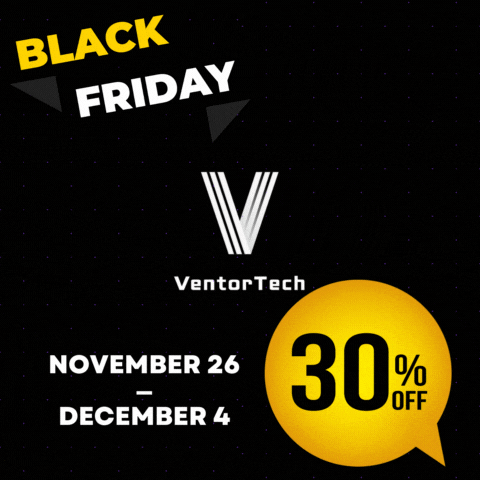 BLACK
FRIDAY
VentorTech
NOVEMBER 26
–
DECEMBER 4
30% OFF